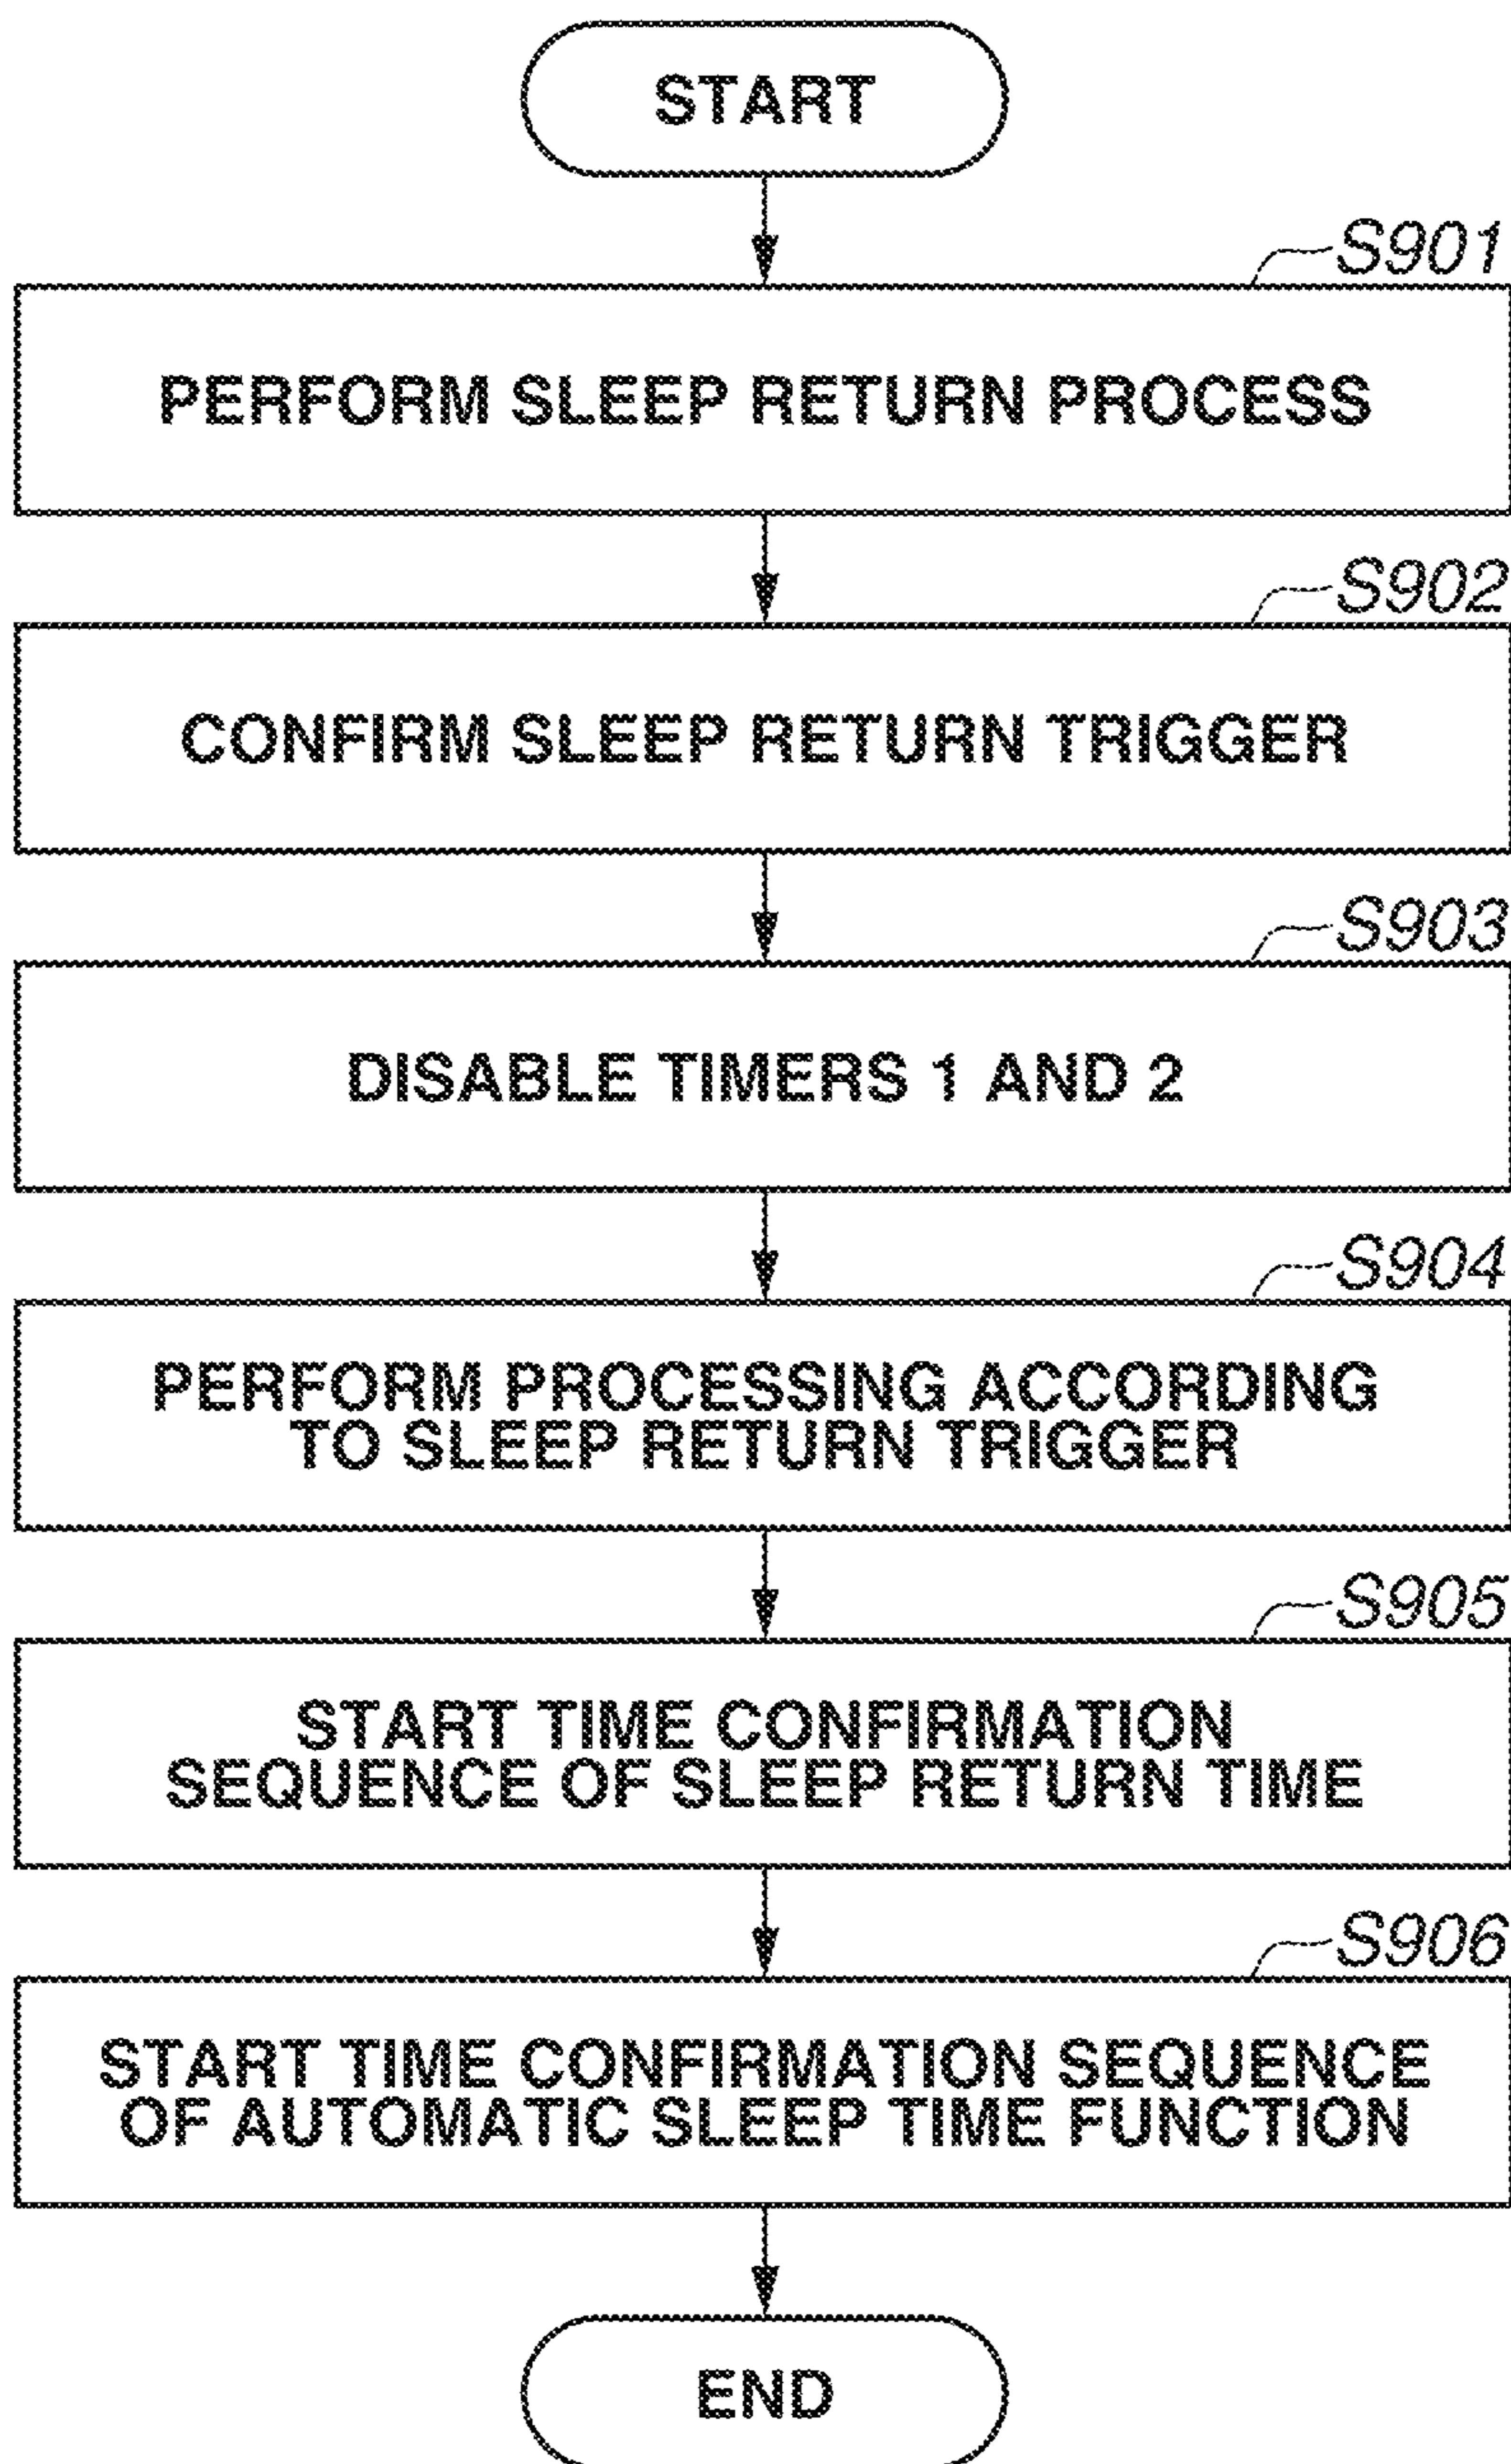 START
S901
PERFORM SLEEP RETURN PROCESS
S902
CONFIRM SLEEP RETURN TRIGGER
S903
DISABLE TIMERS 1 AND 2
S904
PERFORM PROCESSING ACCORDING
TO SLEEP RETURN TRIGGER
S905
START TIME CONFIRMATION
SEQUENCE OF SLEEP RETURN TIME
S906
START TIME CONFIRMATION SEQUENCE
OF AUTOMATIC SLEEP TIME FUNCTION
END